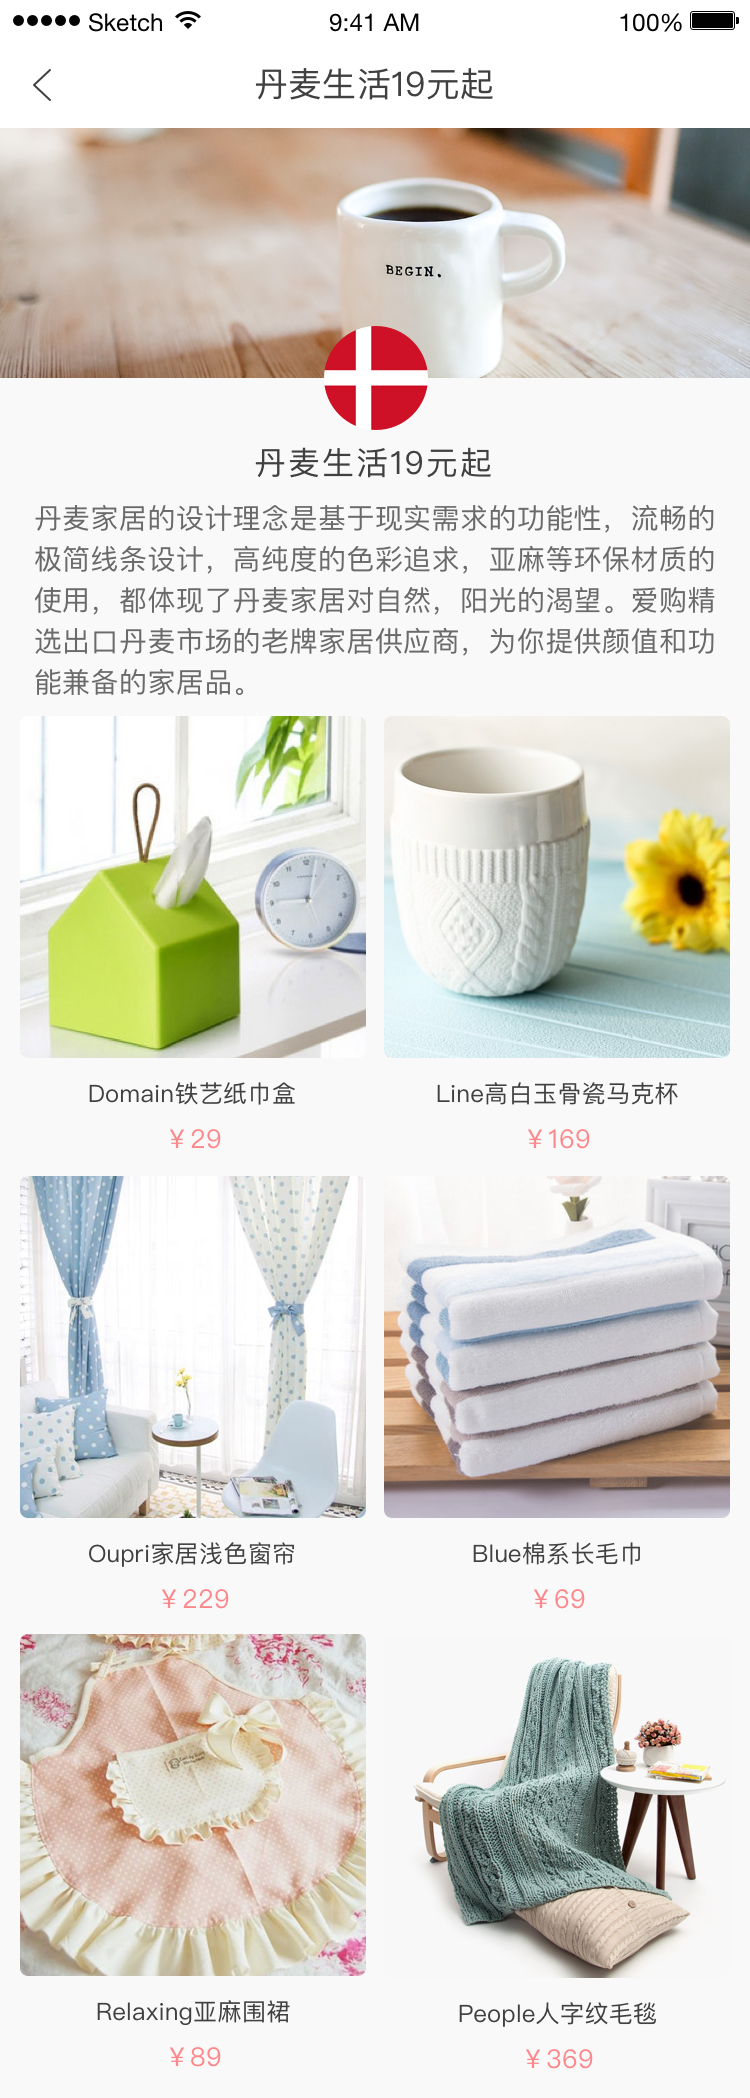 Sketch 9:41 AM 100%
丹麦生活19元起
BEGIN.
丹麦生活19元起
丹麦家居的设计理念是基于现实需求的功能性，流畅的
极简线条设计，高纯度的色彩追求，亚麻等环保材质的
使用，都体现了丹麦家居对自然，阳光的渴望。爱购精
选出口丹麦市场的老牌家居供应商，为你提供颜值和功
能兼备的家居品。
Domain铁艺纸巾盒
¥ 29
Line高白玉骨瓷马克杯
¥ 169
Oupri家居浅色窗帘
¥ 229
Blue棉系长毛巾
¥ 69
Relaxing亚麻围裙
¥ 89
People人字纹毛毯
¥ 369